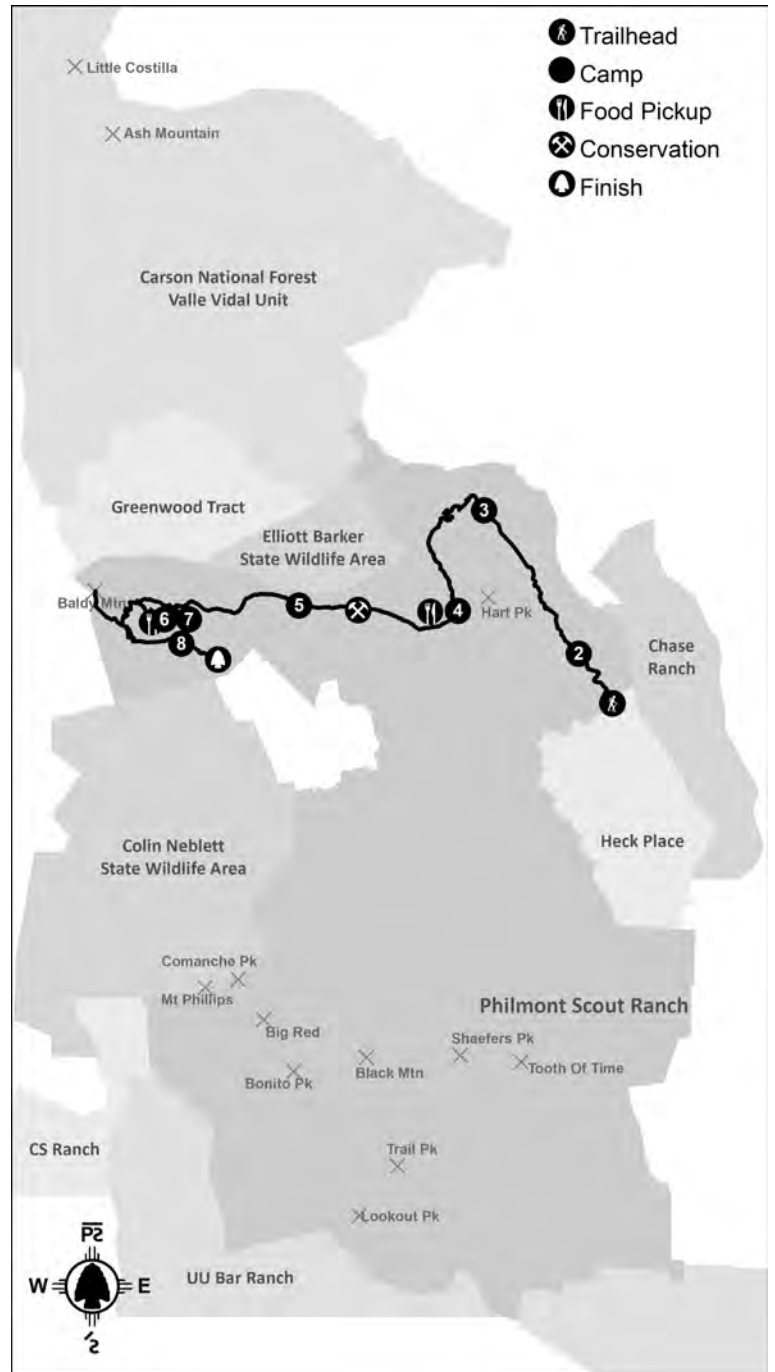 Trailhead
Camp
Food Pickup
Conservation
Finish
Little Costilla
Ash Mountain
Carson National Forest
Valle Vidal Unit
Greenwood Tract
Elliott Barker
State Wildlife Area
3
Baldy Mtn
6
7
5
4
Hart Pk
8
2
Chase
Ranch
Heck Place
Colin Neblett
State Wildlife Area
Comanche Pk
Mt Phillips
Big Red
Bonito Pk
Black Mtn
Philmont Scout Ranch
Shaefers Pk
Tooth Of Time
Trail Pk
Lookout Pk
CS Ranch
UU Bar Ranch
W
E